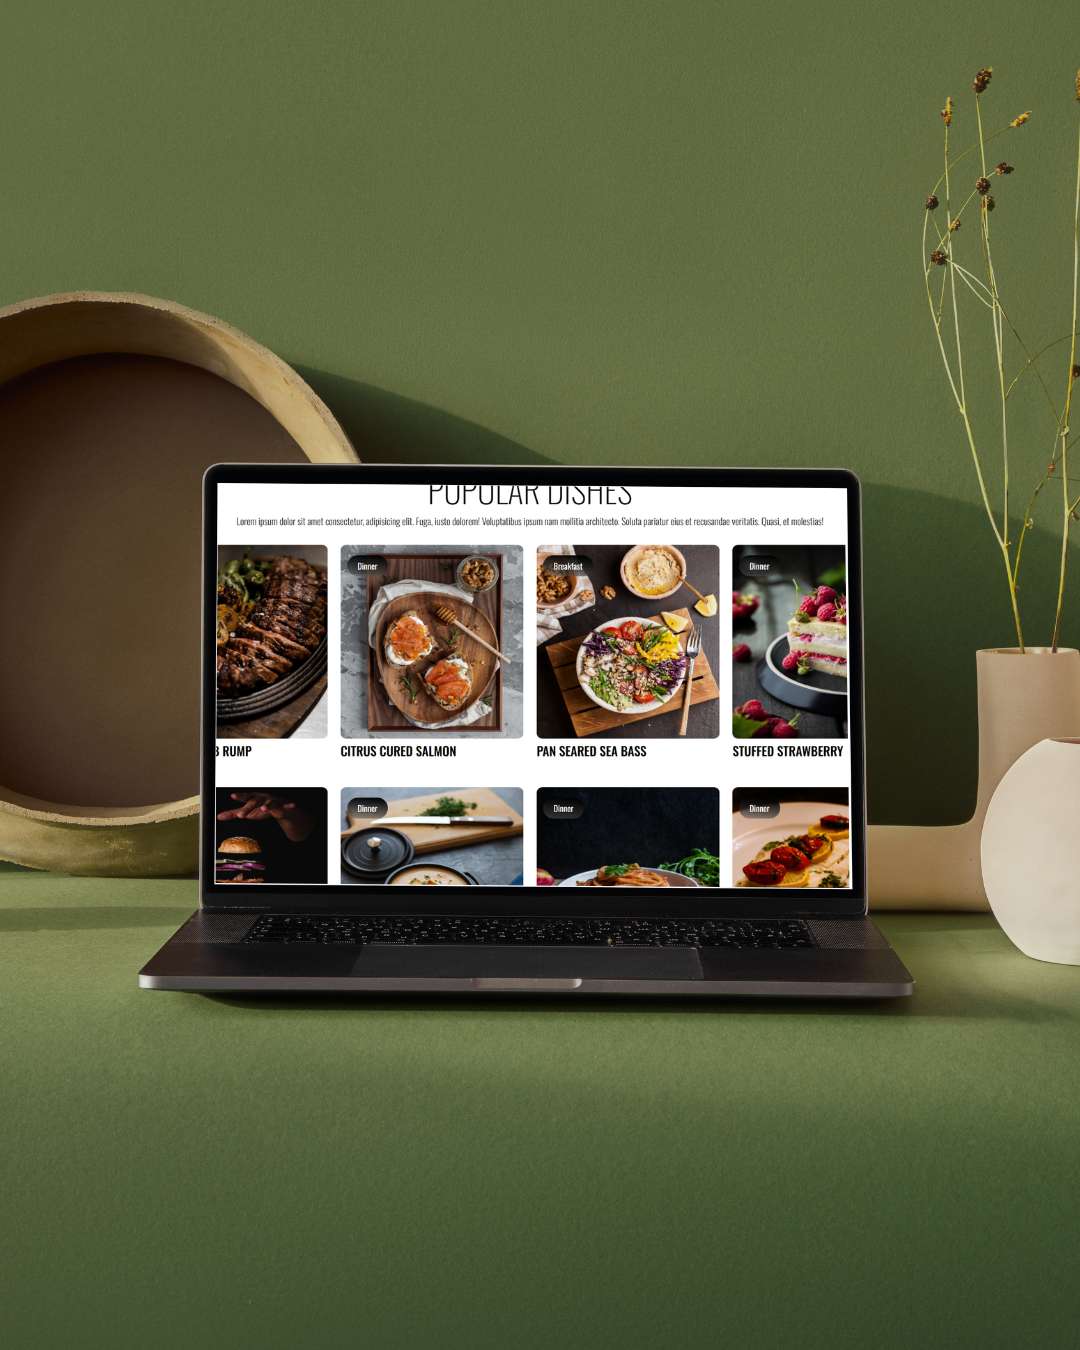 POPULAR DISHES
Lorem ipsum dolor sit amet consectetur, adipisicing elit. Fuga, iusto dolorem! Voluptatibus ipsum nam mollitia architecto. Soluta pariatur eius et recusandae veritatis. Quasi, et molestias!
Dinner
Breakfast
Dinner
RUMP
CITRUS CURED SALMON
PAN SEARED SEA BASS
STUFFED STRAWBERRY
Dinner
Dinner
Dinner